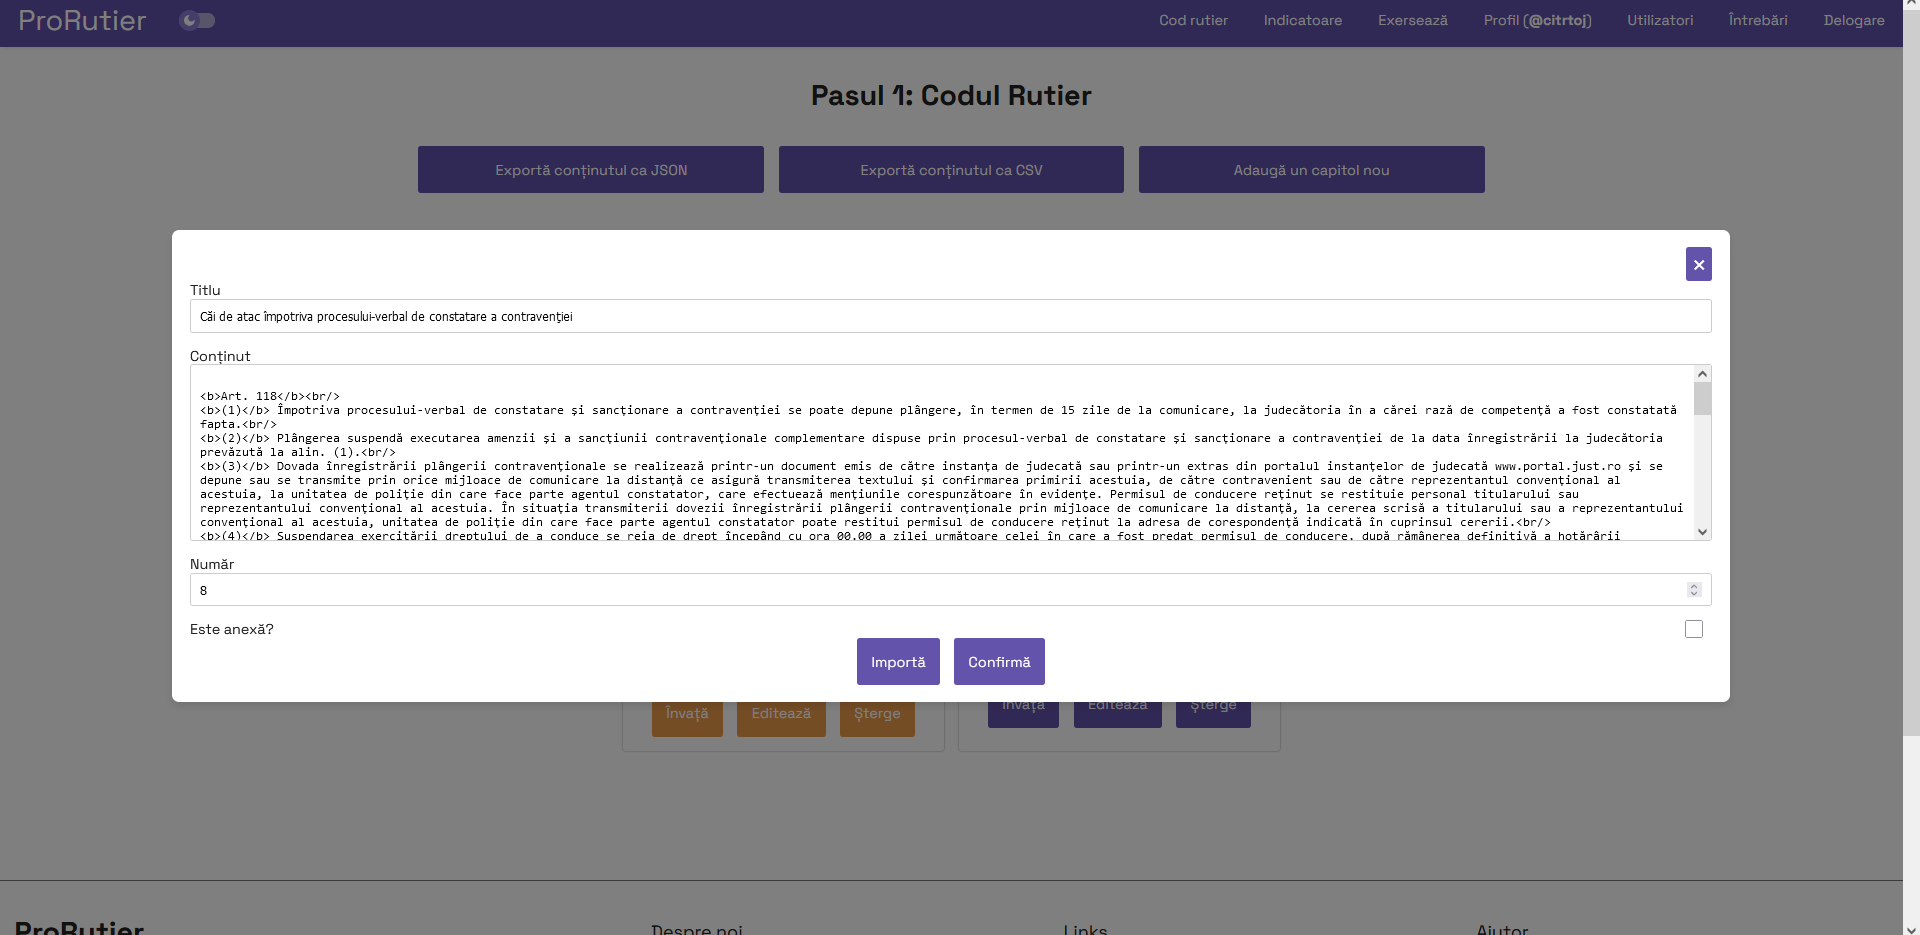 ProRutier
Cod rutier Indicatoare Exersează Profil (@citrtoj) Utilizatori Întrebări Delogare
Pasul 1: Codul Rutier
Exportă conținutul ca JSON Exportă conținutul ca CSV Adaugă un capitol nou
×
Titlu
Căi de atac împotriva procesului-verbal de constatare a contravenției
Conținut
<b>Art. 118</b><br/>
<b>(1)</b> Împotriva procesului-verbal de constatare și sancționare a contravenției se poate depune plângere, în termen de 15 zile de la comunicare, la judecătoria în a cărei rază de competență a fost constatată
fapta.<br/>
<b>(2)</b> Plângerea suspendă executarea amenzii și a sancțiunii contravenționale complementare dispuse prin procesul-verbal de constatare și sancționare a contravenției de la data înregistrării la judecătoria
prevăzută la alin. (1).<br/>
<b>(3)</b> Dovada înregistrării plângerii contravenționale se realizează printr-un document emis de către instanța de judecată sau printr-un extras din portalul instanțelor de judecată www.portal.just.ro și se
depune sau se transmite prin orice mijloace de comunicare la distanță ce asigură transmiterea textului și confirmarea primirii acestuia, de către contravenient sau de către reprezentantul convențional al
acestuia, la unitatea de poliție din care face parte agentul constatator, care efectuează mențiunile corespunzătoare în evidențe. Permisul de conducere reținut se restituie personal titularului sau
reprezentantului convențional al acestuia. În situația transmiterii dovezii înregistrării plângerii contravenționale prin mijloace de comunicare la distanță, la cererea scrisă a titularului sau a reprezentantului
convențional al acestuia, unitatea de poliție din care face parte agentul constatator poate restitui permisul de conducere reținut la adresa de corespondență indicată în cuprinsul cererii.<br/>
<b>(4)</b> Suspendarea exercitării dreptului de a conduce se reia de drept începând cu ora 00.00 a zilei următoare celei în care a fost predat permisul de conducere, după rămânerea definitivă a hotărârii
Număr
8
Este anexă?
Importă Confirmă
Învață Editează Șterge Învață Editează Șterge
ProRutier Despre noi Links Ajutor